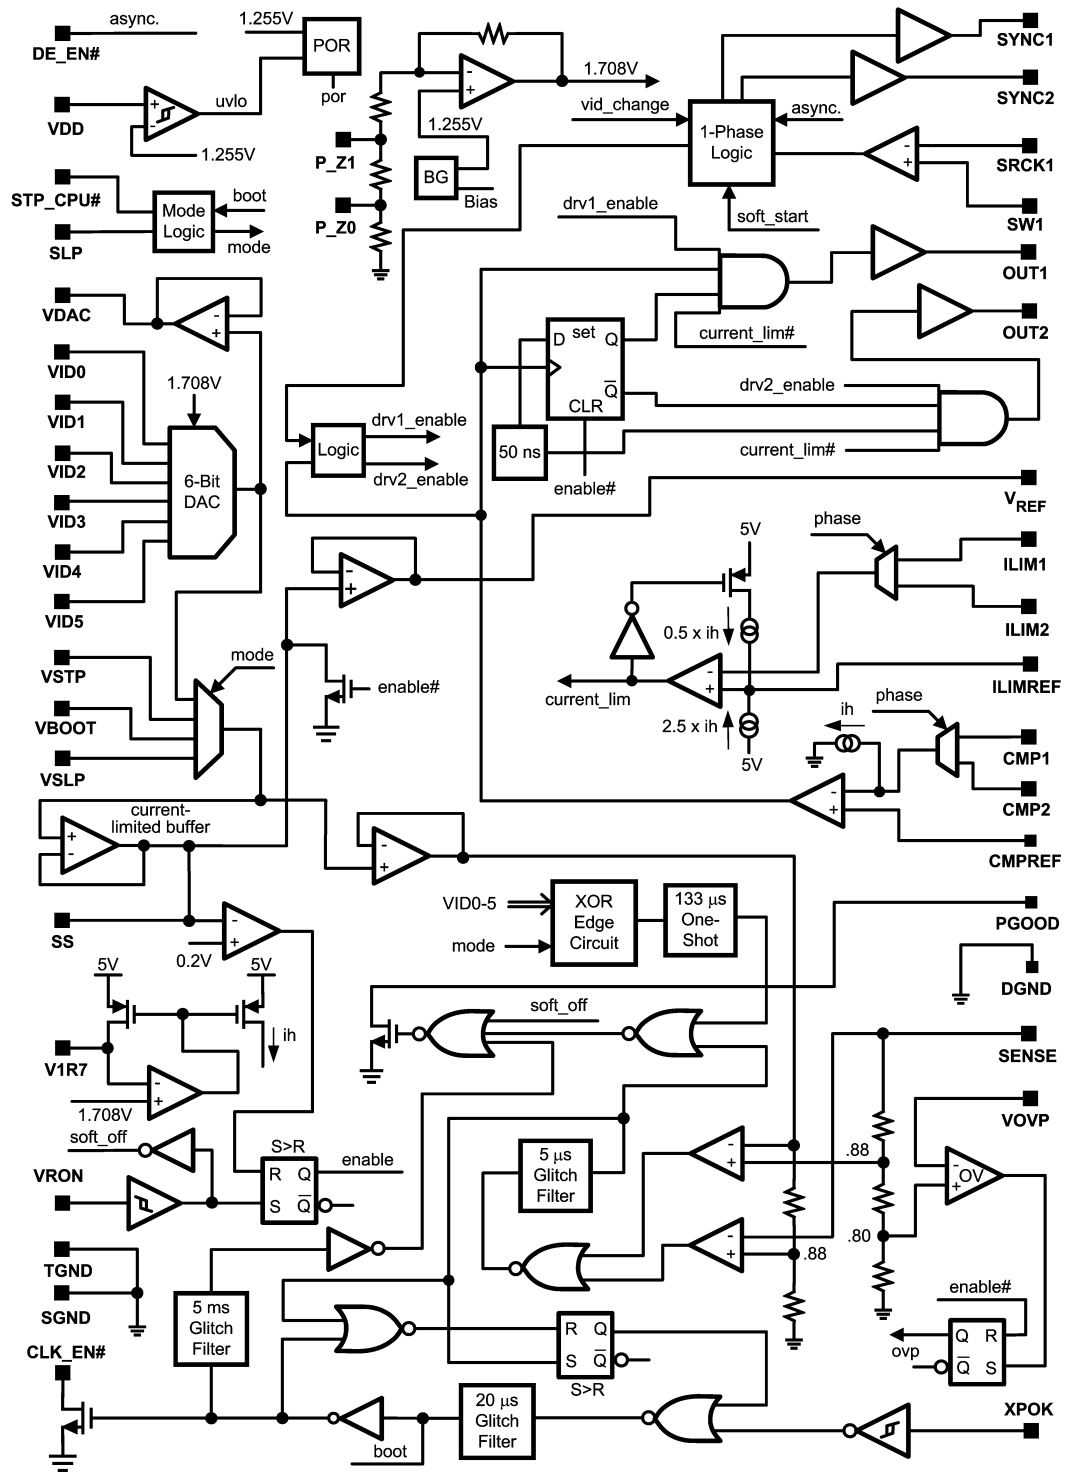 async.
DE_EN#
1.255V
POR
por
VDD
+
-
uvlo
1.255V
STP_CPU#
SLP
Mode
Logic
boot
mode
P_Z1
P_Z0
-
+
1.708V
1.255V
BG
Bias
vid_change
1-Phase
Logic
async.
soft_start
SYNC1
SYNC2
-
+
SRCK1
SW1
OUT1
OUT2
drv1_enable
current_lim#
VDAC
-
+
VID0
VID1
VID2
VID3
VID4
VID5
1.708V
6-Bit
DAC
set
D
Q
Q
CLR
50 ns
enable#
drv2_enable
current_lim#
Logic
drv1_enable
drv2_enable
VREF
-
+
5V
phase
ILIM1
ILIM2
0.5 x ih
-
+
current_lim
2.5 x ih
5V
ILIMREF
enable#
VSTP
VBOOT
VSLP
mode
ih
phase
CMP1
CMP2
CMPREF
-
+
current-
limited buffer
+
-
-
+
SS
-
+
0.2V
VID0-5
mode
XOR
Edge
Circuit
133 µs
One-
Shot
PGOOD
DGND
5V
5V
ih
V1R7
-
+
1.708V
soft_off
SENSE
VOVP
soft_off
VRON
S>R
R Q
S Q
enable
5 µs
Glitch
Filter
-
+
.88
-
+
OV
-
+
.80
.88
TGND
SGND
5 ms
Glitch
Filter
CLK_EN#
R Q
S Q
S>R
enable#
Q R
Q S
ovp
20 µs
Glitch
Filter
boot
XPOK